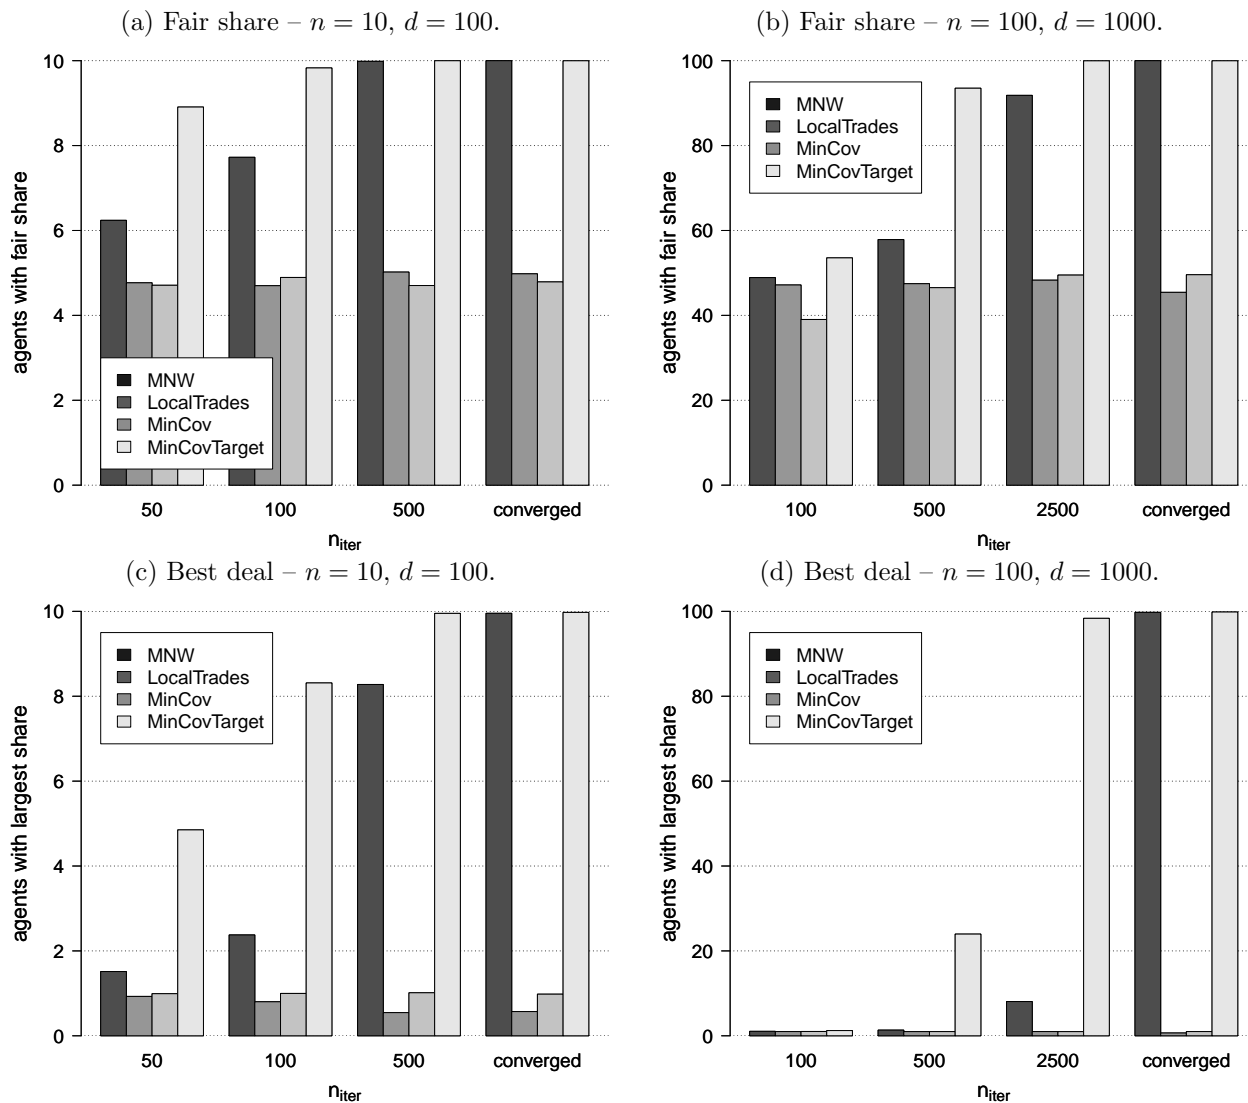 (a) Fair share – n = 10, d = 100.
agents with fair share
10
8
6
4
2
0
MNW
LocalTrades
MinCov
MinCovTarget
50 100 500 converged
n_iter
(b) Fair share – n = 100, d = 1000.
agents with fair share
100
80
60
40
20
0
MNW
LocalTrades
MinCov
MinCovTarget
100 500 2500 converged
n_iter
(c) Best deal – n = 10, d = 100.
agents with largest share
10
8
6
4
2
0
MNW
LocalTrades
MinCov
MinCovTarget
50 100 500 converged
n_iter
(d) Best deal – n = 100, d = 1000.
agents with largest share
100
80
60
40
20
0
MNW
LocalTrades
MinCov
MinCovTarget
100 500 2500 converged
n_iter